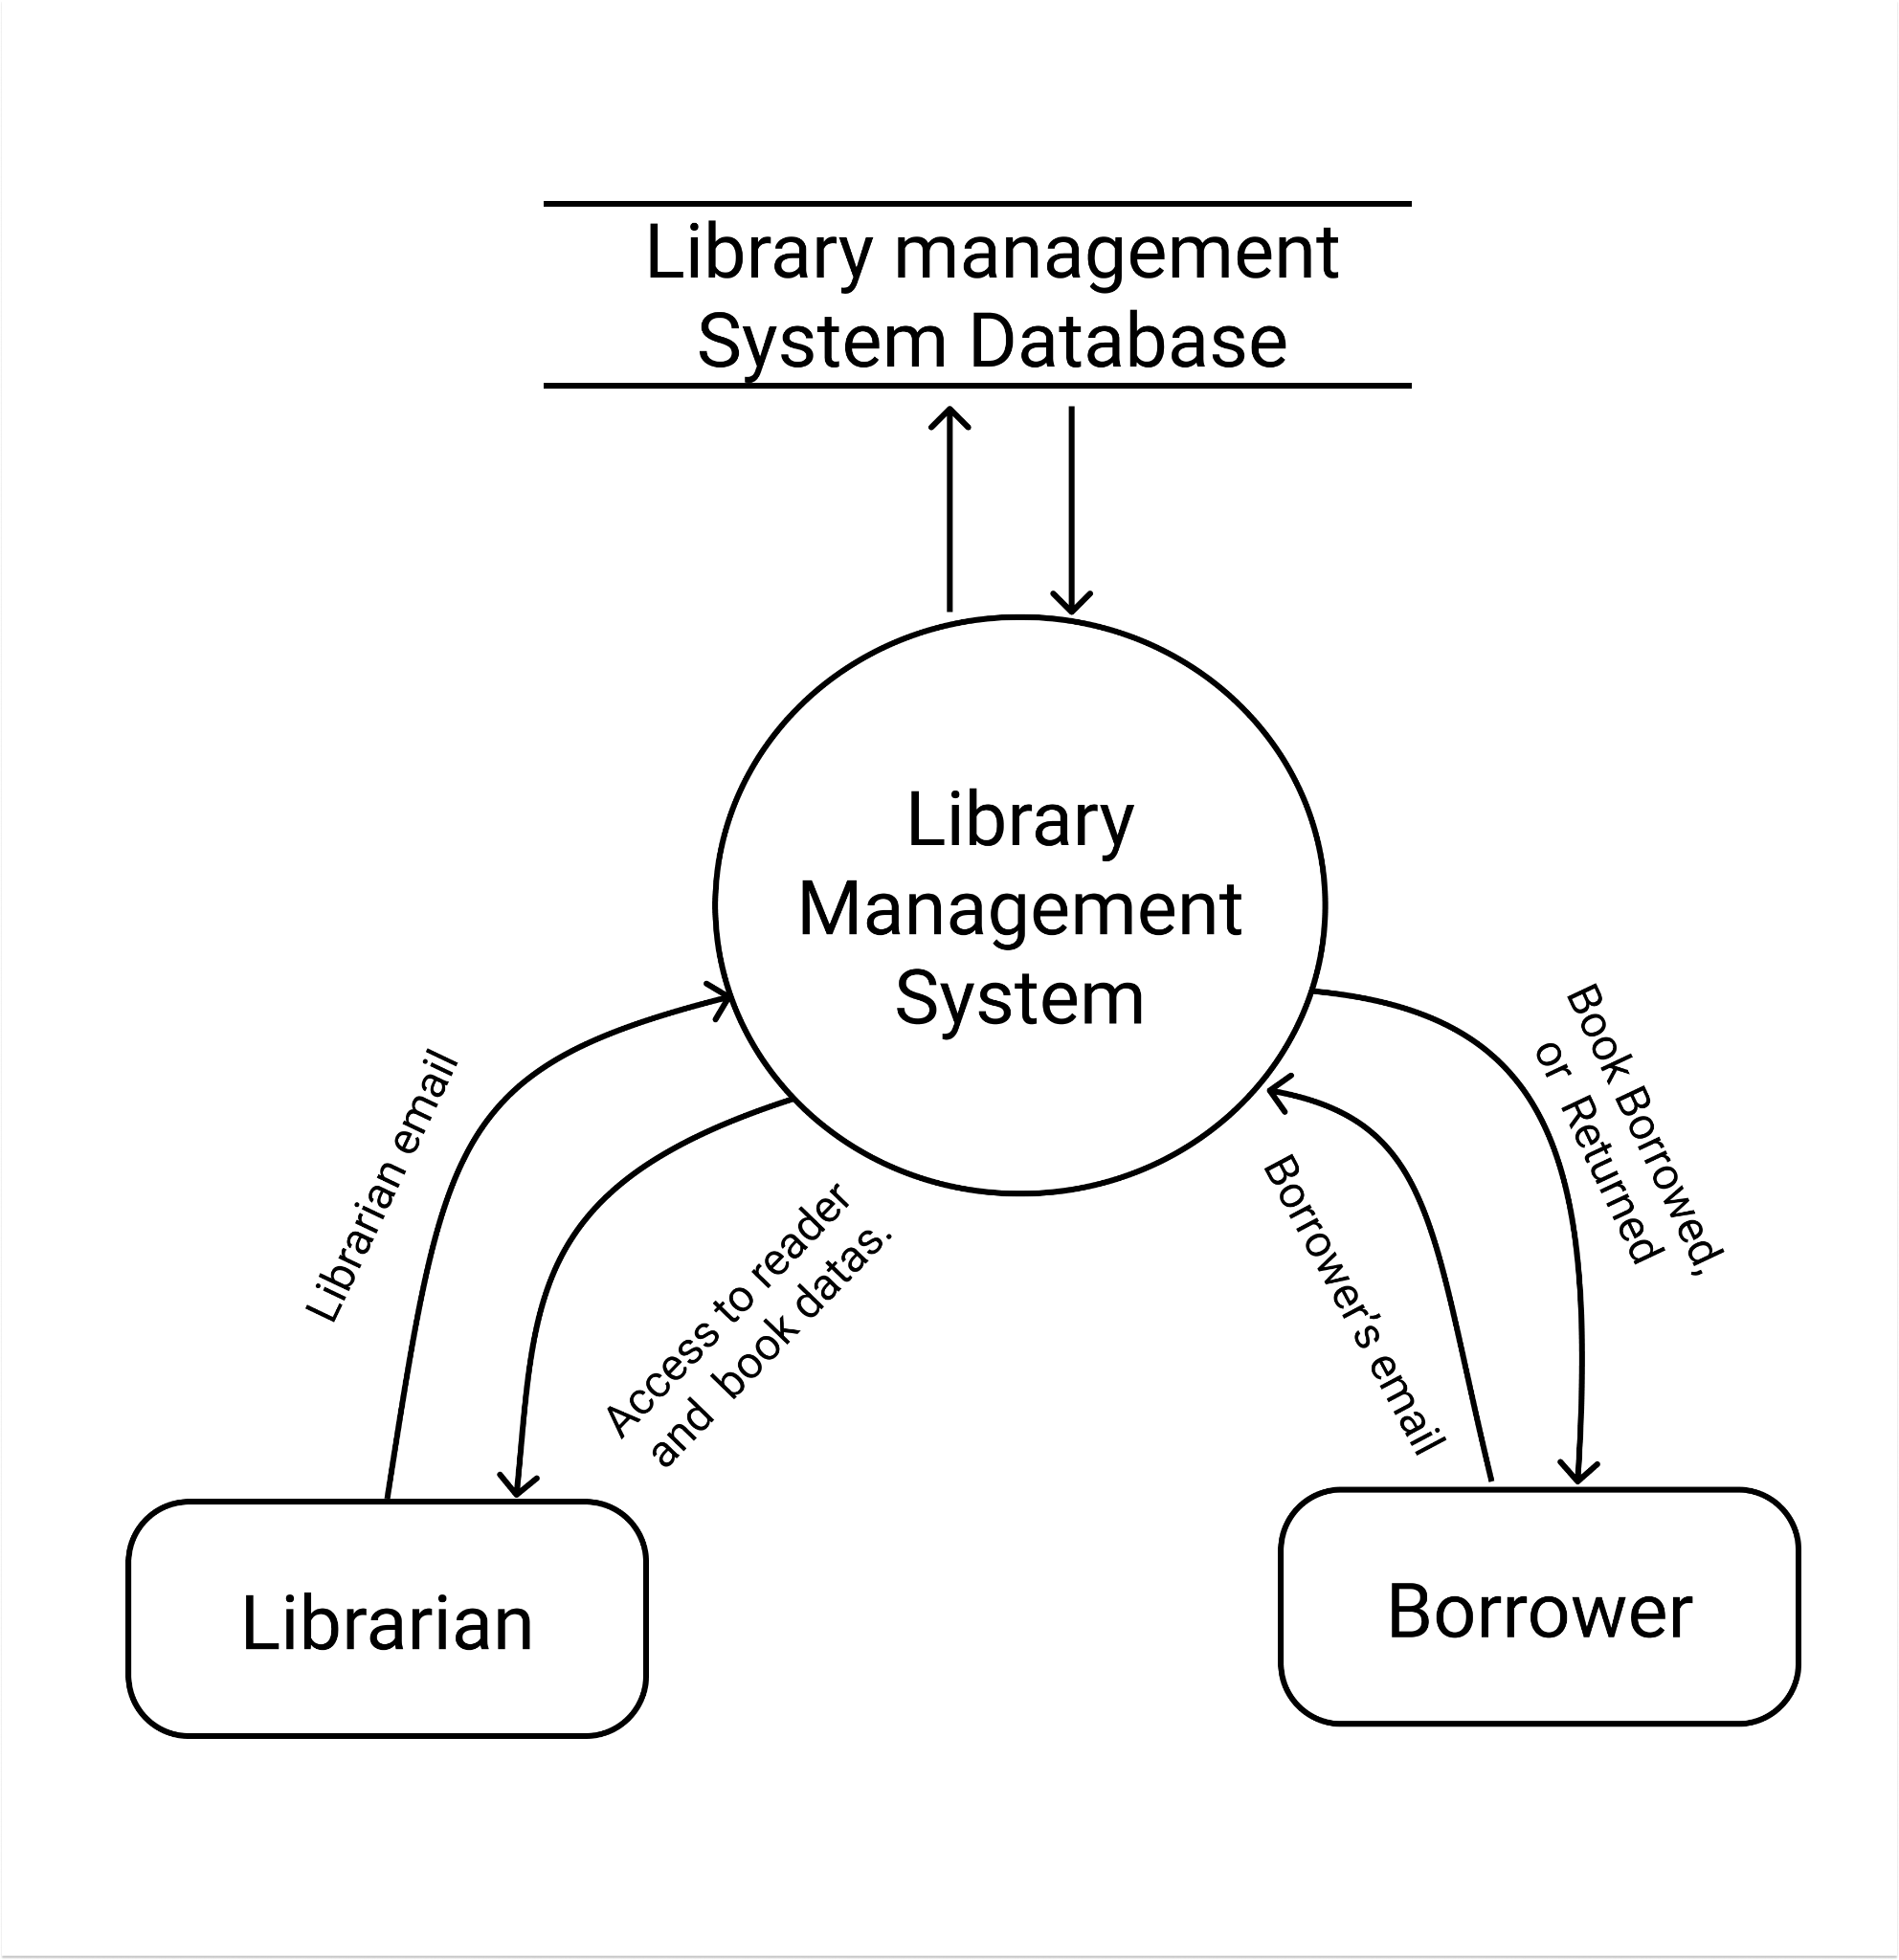 Library management
System Database
Library
Management
System
Librarian email
Access to reader
and book datas.
Borrower's email
Book Borrowed,
or Returned
Librarian
Borrower